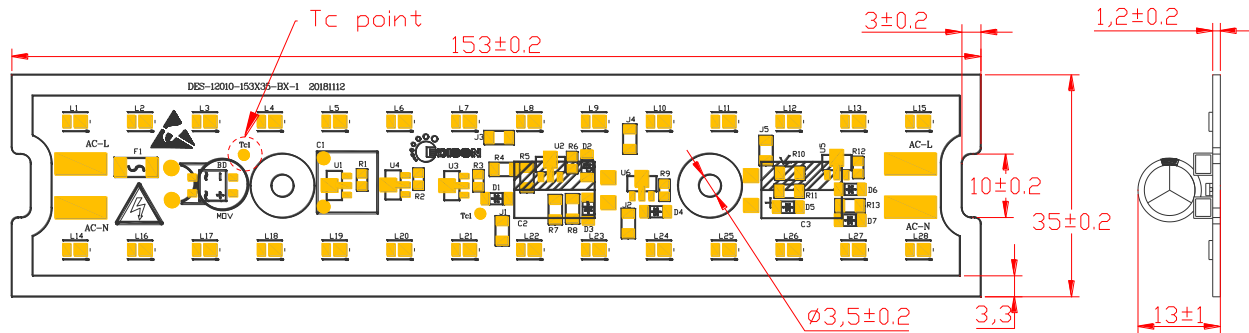 Tc point
153±0.2
3±0.2
1,2±0.2
DES-12010-153X35-BX-1 20181112
L1 L2 L3 L4 L5 L6 L7 L8 L9 L10 L11 L12 L13 L15
AC-L F1 Tc1 C1 J3 EDISON J4 J5 AC-L
BD U1 R1 U4 R2 U3 R3 R4 R5 U2 R6 D2 U6 R9 R10 U5 R12
D1 R11 D6
MOV Tc1 J1 C2 R7 R8 D3 J2 D4 D5 C3 R13 D7
AC-N AC-N
L14 L16 L17 L18 L19 L20 L21 L22 L23 L24 L25 L26 L27 L28
10±0.2
35±0.2
ø3,5±0.2
3,3
13±1